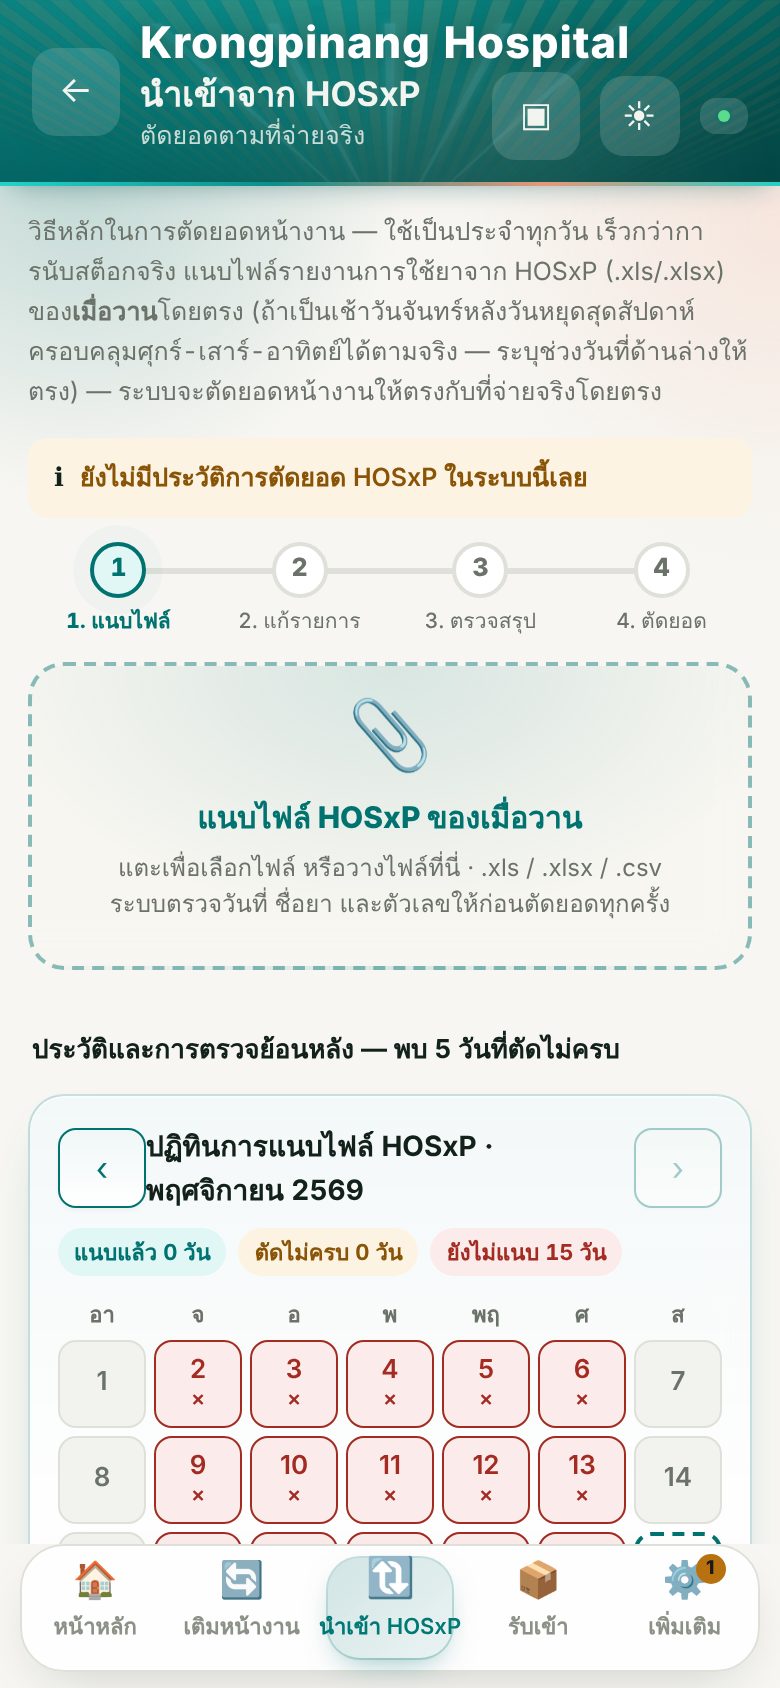 Krongpinang Hospital
นำเข้าจาก HOSxP
ตัดยอดตามที่จ่ายจริง
วิธีหลักในการตัดยอดหน้างาน — ใช้เป็นประจำทุกวัน เร็วกว่ากา
รนับสต็อกจริง แนบไฟล์รายงานการใช้ยาจาก HOSxP (.xls/.xlsx)
ของเมื่อวานโดยตรง (ถ้าเป็นเช้าวันจันทร์หลังวันหยุดสุดสัปดาห์
ครอบคลุมศุกร์-เสาร์-อาทิตย์ได้ตามจริง — ระบุช่วงวันที่ด้านล่างให้
ตรง) — ระบบจะตัดยอดหน้างานให้ตรงกับที่จ่ายจริงโดยตรง
ℹ ยังไม่มีประวัติการตัดยอด HOSxP ในระบบนี้เลย
1 2 3 4
1. แนบไฟล์ 2. แก้รายการ 3. ตรวจสรุป 4. ตัดยอด
แนบไฟล์ HOSxP ของเมื่อวาน
แตะเพื่อเลือกไฟล์ หรือวางไฟล์ที่นี่ · .xls / .xlsx / .csv
ระบบตรวจวันที่ ชื่อยา และตัวเลขให้ก่อนตัดยอดทุกครั้ง
ประวัติและการตรวจย้อนหลัง — พบ 5 วันที่ตัดไม่ครบ
‹ ปฏิทินการแนบไฟล์ HOSxP · ›
พฤศจิกายน 2569
แนบแล้ว 0 วัน ตัดไม่ครบ 0 วัน ยังไม่แนบ 15 วัน
อา จ อ พ พฤ ศ ส
1 2 3 4 5 6 7
× × × × ×
8 9 10 11 12 13 14
× × × × ×
1
หน้าหลัก เติมหน้างาน นำเข้า HOSxP รับเข้า เพิ่มเติม